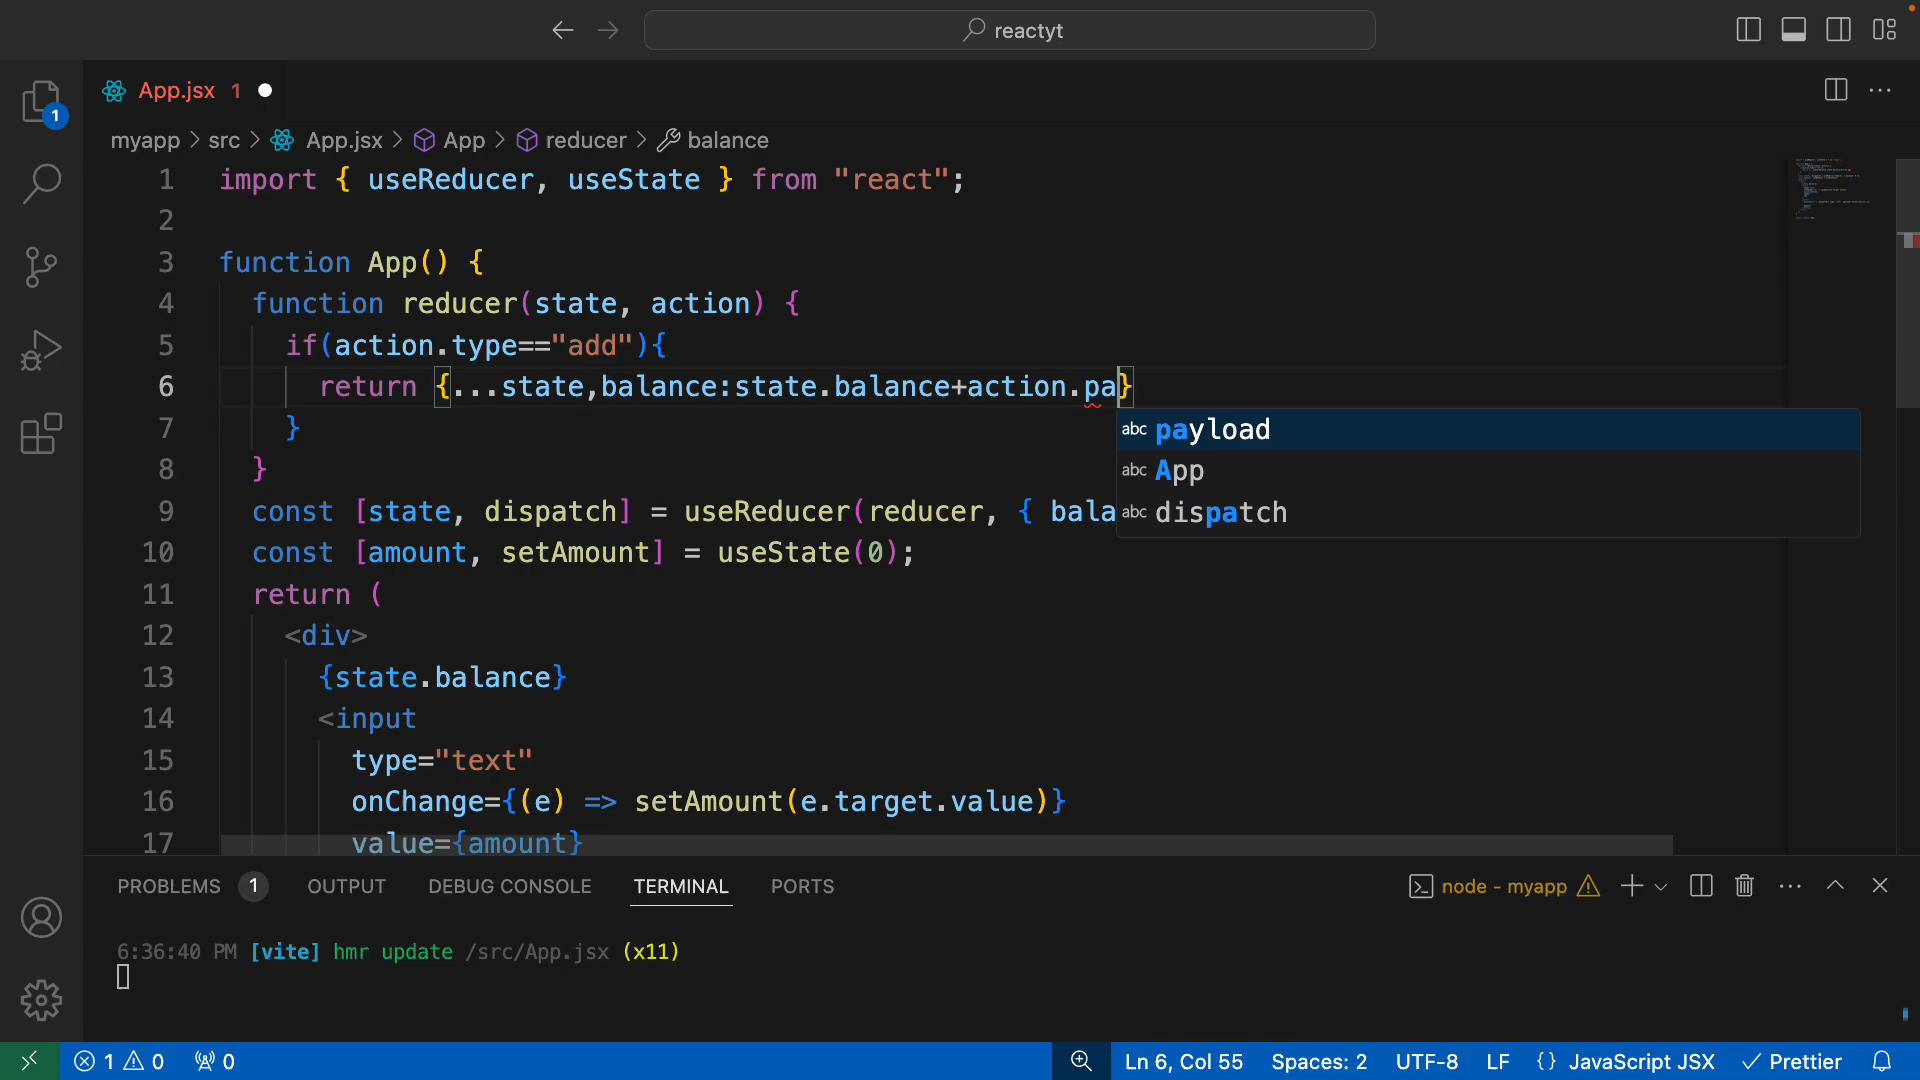 reactyt
App.jsx 1
1
myapp > src > App.jsx > App > reducer > balance
1 import { useReducer, useState } from "react";
2
3 function App() {
4 function reducer(state, action) {
5 if(action.type=="add"){
6 return {...state,balance:state.balance+action.pa}
7 }
abc payload
8 }
abc App
9 const [state, dispatch] = useReducer(reducer, { bala
abc dispatch
10 const [amount, setAmount] = useState(0);
11 return (
12 <div>
13 {state.balance}
14 <input
15 type="text"
16 onChange={(e) => setAmount(e.target.value)}
17 value={amount}
PROBLEMS 1 OUTPUT DEBUG CONSOLE TERMINAL PORTS node - myapp
6:36:40 PM [vite] hmr update /src/App.jsx (x11)
1 0 0 Ln 6, Col 55 Spaces: 2 UTF-8 LF {} JavaScript JSX Prettier